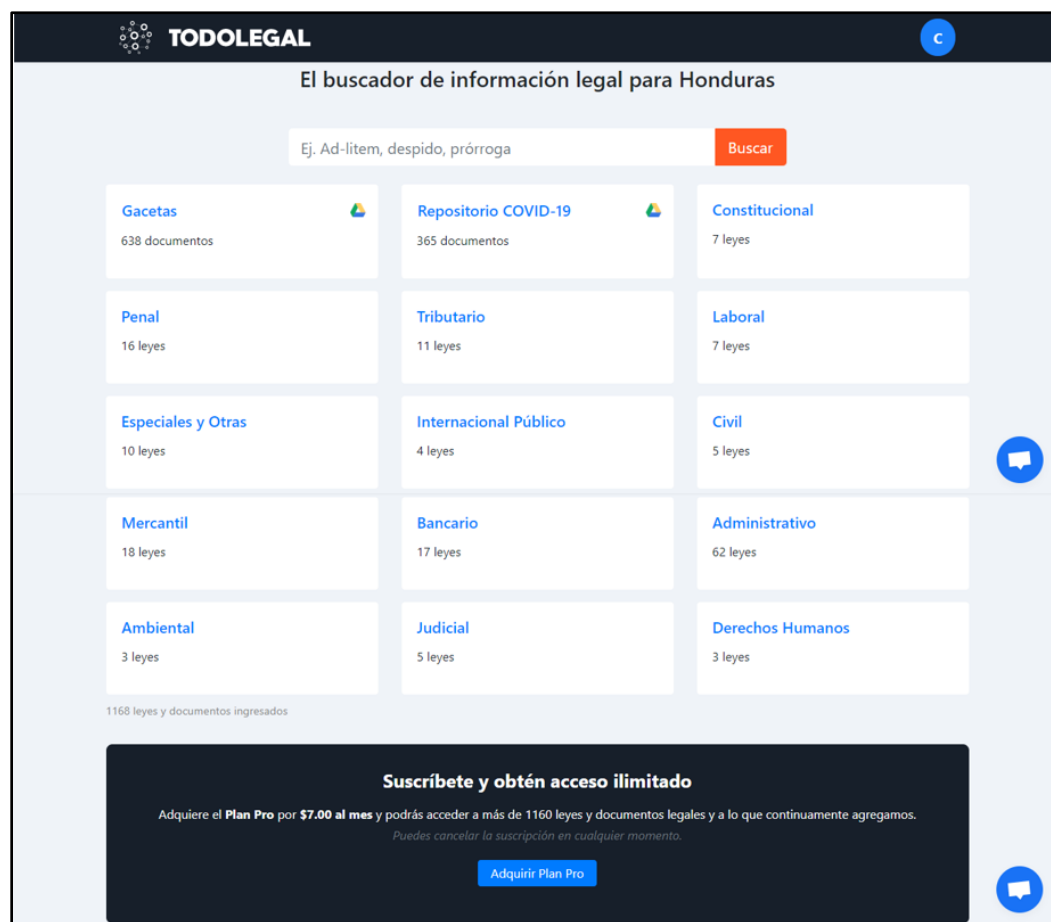 TODOLEGAL
C
El buscador de información legal para Honduras
Ej. Ad-litem, despido, prórroga
Buscar
Gacetas
638 documentos
Repositorio COVID-19
365 documentos
Constitucional
7 leyes
Penal
16 leyes
Tributario
11 leyes
Laboral
7 leyes
Especiales y Otras
10 leyes
Internacional Público
4 leyes
Civil
5 leyes
Mercantil
18 leyes
Bancario
17 leyes
Administrativo
62 leyes
Ambiental
3 leyes
Judicial
5 leyes
Derechos Humanos
3 leyes
1168 leyes y documentos ingresados
Suscríbete y obtén acceso ilimitado
Adquiere el Plan Pro por $7.00 al mes y podrás acceder a más de 1160 leyes y documentos legales y a lo que continuamente agregamos.
Puedes cancelar la suscripción en cualquier momento.
Adquirir Plan Pro